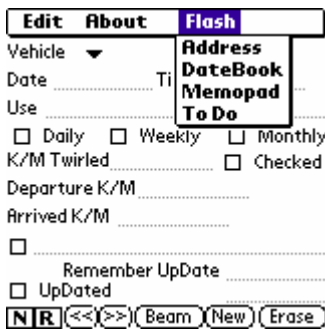 Edit About Flash
Address
DateBook
Memopad
To Do
Vehicle
Date Ti
Use
Daily Weekly Monthly
K/M Twirled Checked
Departure K/M
Arrived K/M
Remember UpDate
UpDated
N R << >> Beam New Erase